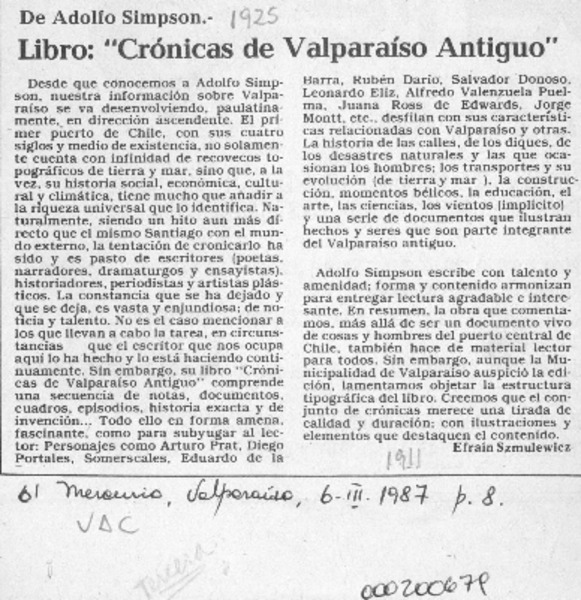 De Adolfo Simpson.- 1925
Libro: "Crónicas de Valparaíso Antiguo"
Desde que conocemos a Adolfo Simp-
son, nuestra información sobre Valpa-
raíso se va desenvolviendo, paulatina-
mente, en dirección ascendente. El pri-
mer puerto de Chile, con sus cuatro
siglos y medio de existencia, no solamen-
te cuenta con infinidad de recovecos to-
pográficos de tierra y mar, sino que, a la
vez, su historia social, económica, cultu-
ral y climática, tiene mucho que añadir a
la riqueza universal que lo identifica. Na-
turalmente, siendo un hito aun más di-
recto que el mismo Santiago con el mun-
do externo, la tentación de cronicarlo ha
sido y es pasto de escritores (poetas,
narradores, dramaturgos y ensayistas),
historiadores, periodistas y artistas plás-
ticos. La constancia que se ha dejado y
que se deja, es vasta y enjundiosa; de no-
ticia y talento. No es el caso mencionar a
los que llevan a cabo la tarea, en circuns-
tancias que el escritor que nos ocupa
aquí lo ha hecho y lo está haciendo conti-
nuamente. Sin embargo, su libro "Cróni-
cas de Valparaíso Antiguo" comprende
una secuencia de notas, documentos,
cuadros, episodios, historia exacta y de
invención... Todo ello en forma amena,
fascinante, como para subyugar al lec-
tor: Personajes como Arturo Prat, Diego
Portales, Somerscales, Eduardo de la
Barra, Rubén Darío, Salvador Donoso,
Leonardo Eliz, Alfredo Valenzuela Puel-
ma, Juana Ross de Edwards, Jorge
Montt, etc., desfilan con sus característi-
cas relacionadas con Valparaíso y otras.
La historia de las calles, de los diques, de
los desastres naturales y las que oca-
sionan los hombres; los transportes y su
evolución (de tierra y mar ), la construc-
ción, momentos bélicos, la educación, el
arte, las ciencias, los vientos (implícito)
y una serie de documentos que ilustran
hechos y seres que son parte integrante
del Valparaíso antiguo.
Adolfo Simpson escribe con talento y
amenidad; forma y contenido armonizan
para entregar lectura agradable e intere-
sante. En resumen, la obra que comenta-
mos, más allá de ser un documento vivo
de cosas y hombres del puerto central de
Chile, también hace de material lector
para todos. Sin embargo, aunque la Mu-
nicipalidad de Valparaíso auspició la edi-
ción, lamentamos objetar la estructura
tipográfica del libro. Creemos que el con-
junto de crónicas merece una tirada de
calidad y duración; con ilustraciones y
elementos que destaquen el contenido.
Efraín Szmulewicz
1911
El Mercurio, Valparaíso, 6-III-1987 p. 8.
VAC
Tercera
000200679